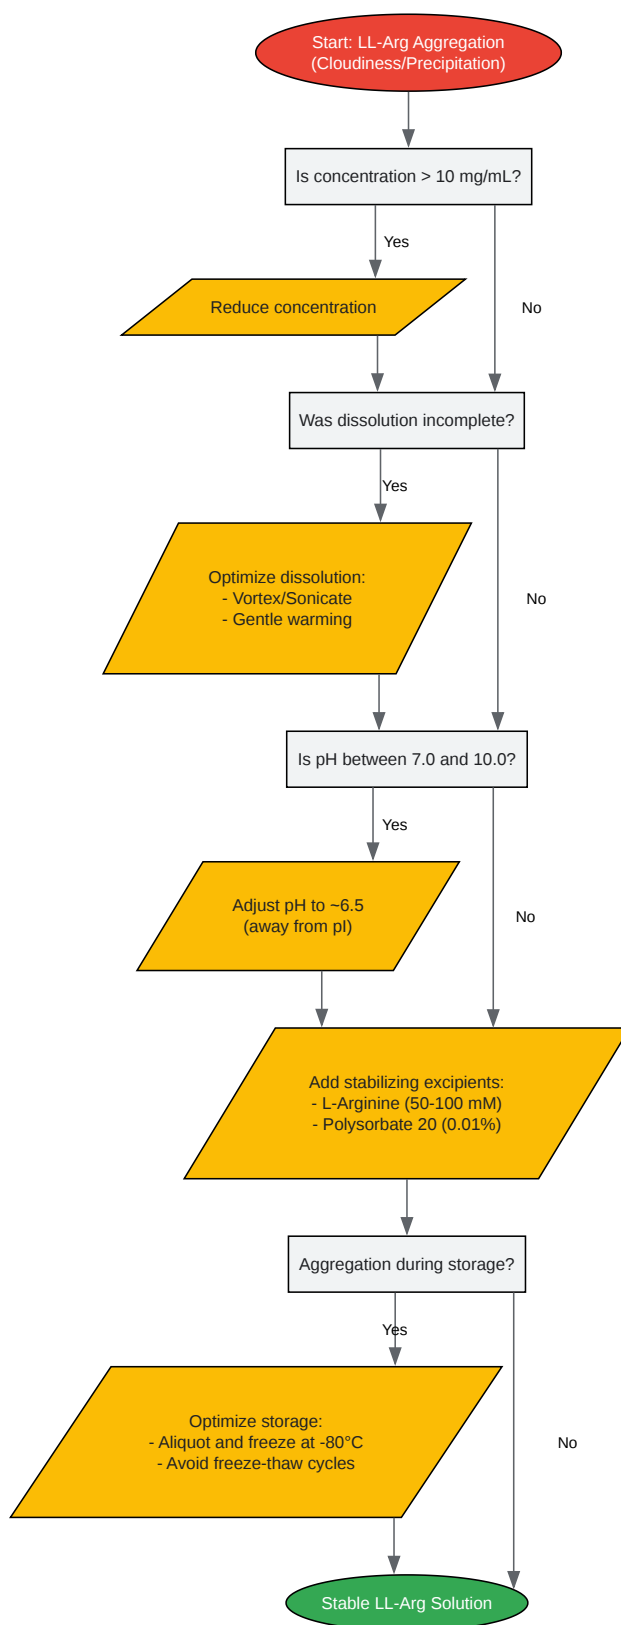 Start: LL-Arg Aggregation
(Cloudiness/Precipitation)
Is concentration > 10 mg/mL?
Yes
Reduce concentration
No
Was dissolution incomplete?
Yes
Optimize dissolution:
- Vortex/Sonicate
- Gentle warming
No
Is pH between 7.0 and 10.0?
Yes
Adjust pH to ~6.5
(away from pI)
No
Add stabilizing excipients:
- L-Arginine (50-100 mM)
- Polysorbate 20 (0.01%)
Aggregation during storage?
Yes
Optimize storage:
- Aliquot and freeze at -80°C
- Avoid freeze-thaw cycles
No
Stable LL-Arg Solution